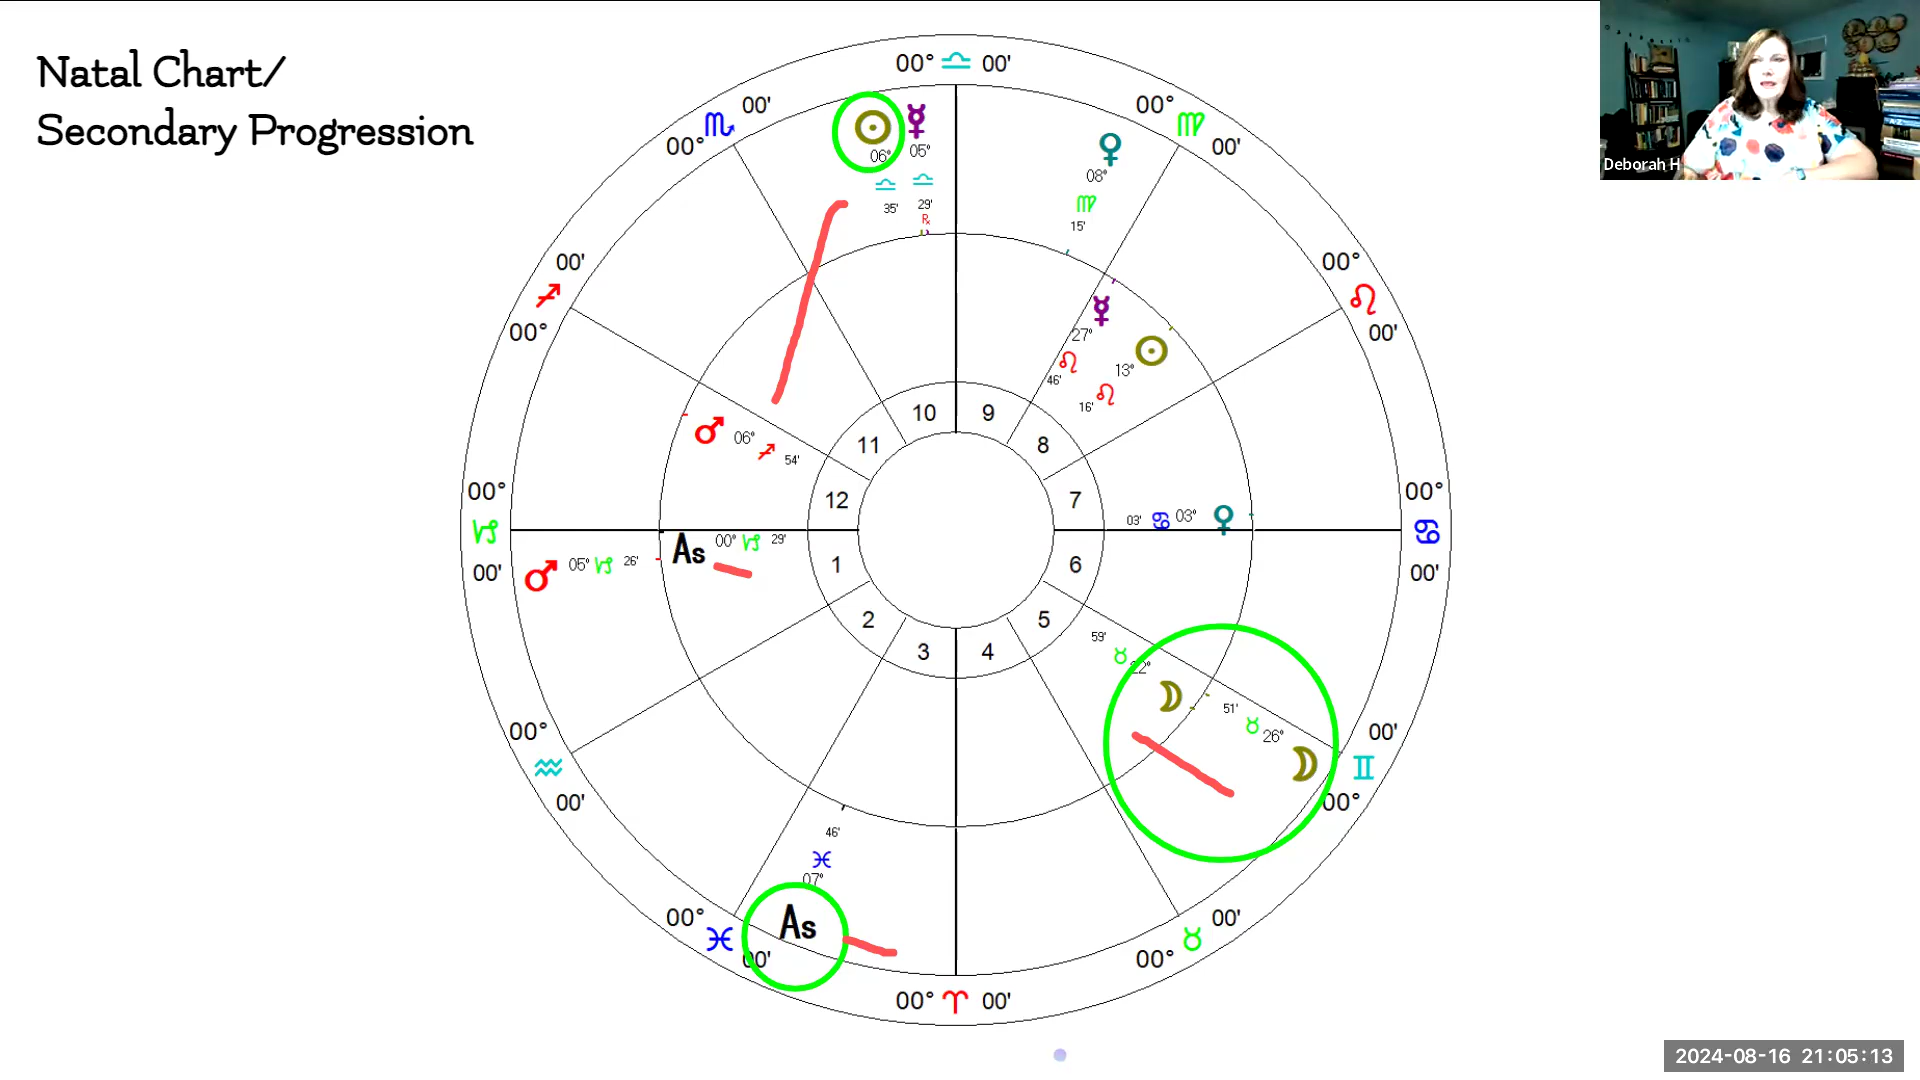 Natal Chart/
Secondary Progression
Deborah H
00° ♎ 00'
00° ♏ 00'
00° ♍ 00'
☉ 06° ♎ 35'
☿ 05° ♎ 29' ℞
♀ 08° ♍ 15'
00° ♐ 00'
00° ♌ 00'
☿ 27° ♌ 46'
☉ 13° ♌ 16'
♂ 06° ♐ 54'
10 9
11 8
12 7
1 6
2 5
3 4
00° ♑ 00'
00° ♋ 00'
03' ♋ 03° ♀
As 00° ♑ 29'
♂ 05° ♑ 26'
59' ♉ 22° ☽
51' ♉ 26° ☽
00° ♒ 00'
00' ♊ 00°
46' ♓ 07° As
00° ♓ 00'
00° ♉ 00'
00° ♈ 00'
2024-08-16 21:05:13